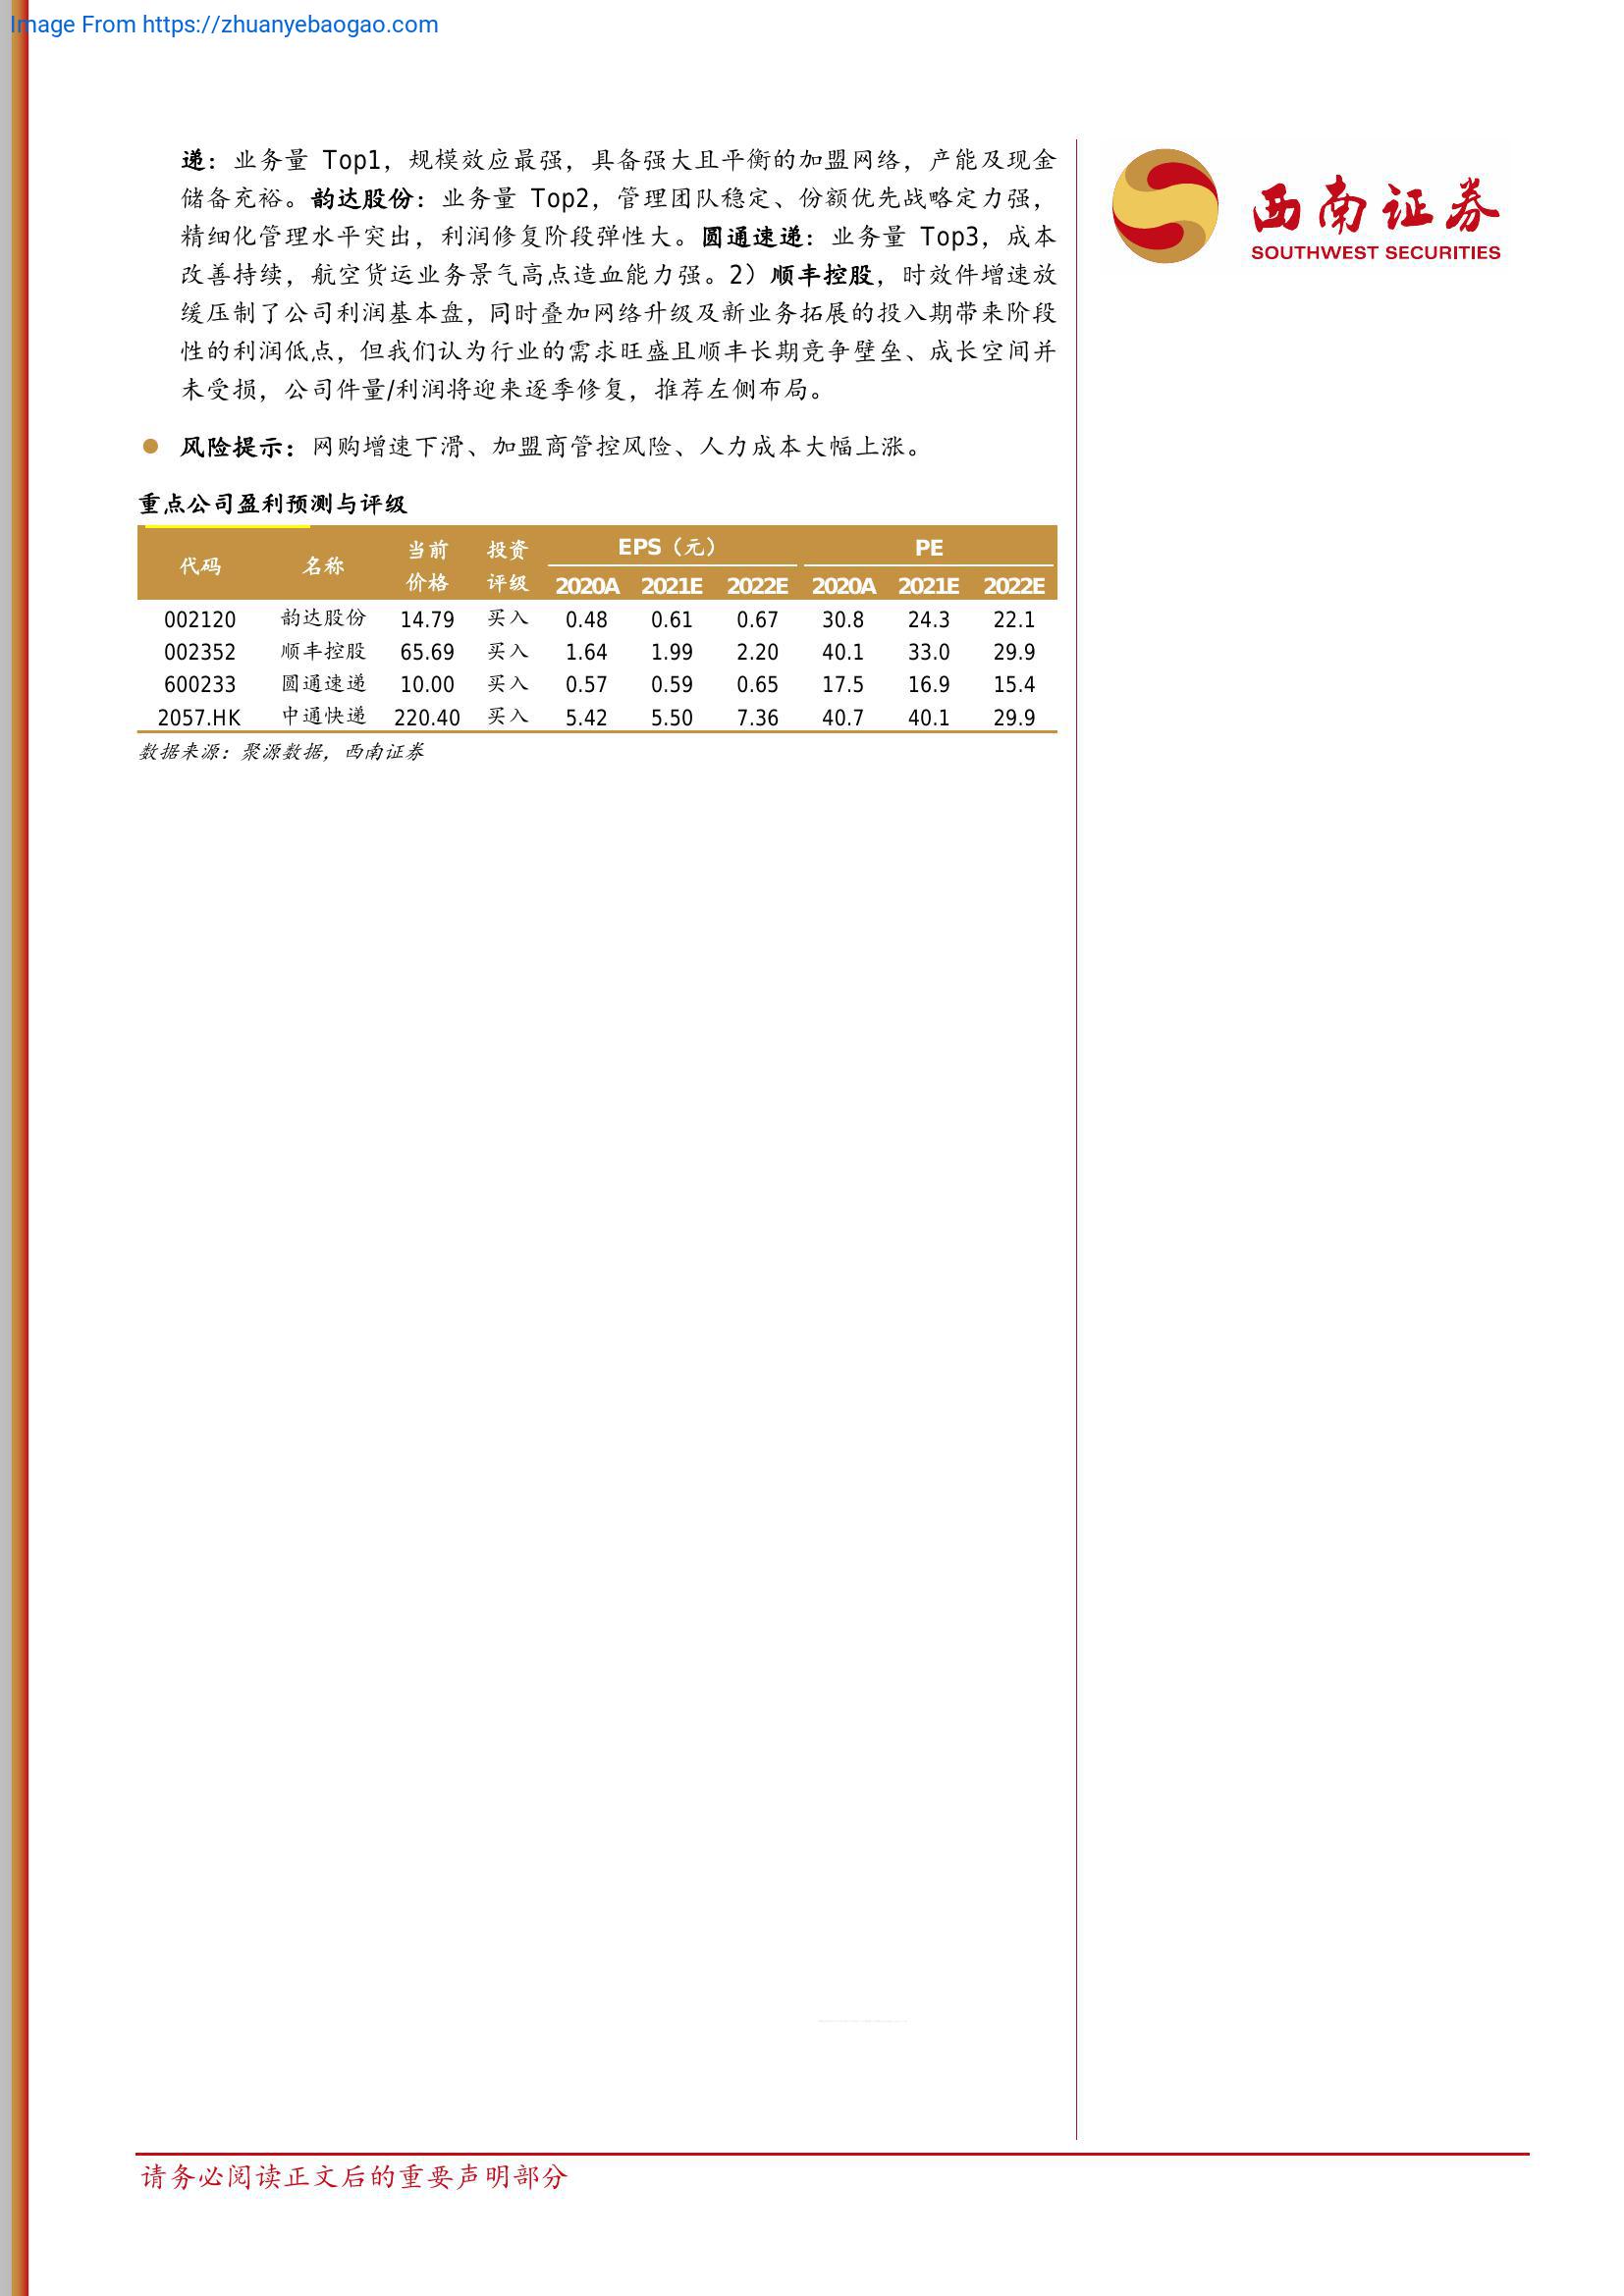 Image From https://zhuanyebaogao.com
递：业务量 Top1，规模效应最强，具备强大且平衡的加盟网络，产能及现金
储备充裕。韵达股份：业务量 Top2，管理团队稳定、份额优先战略定力强，
精细化管理水平突出，利润修复阶段弹性大。圆通速递：业务量 Top3，成本
改善持续，航空货运业务景气高点造血能力强。2）顺丰控股，时效件增速放
缓压制了公司利润基本盘，同时叠加网络升级及新业务拓展的投入期带来阶段
性的利润低点，但我们认为行业的需求旺盛且顺丰长期竞争壁垒、成长空间并
未受损，公司件量/利润将迎来逐季修复，推荐左侧布局。
西南证券
SOUTHWEST SECURITIES
风险提示：网购增速下滑、加盟商管控风险、人力成本大幅上涨。
重点公司盈利预测与评级
代码 名称 当前价格 投资评级 EPS（元） PE
2020A 2021E 2022E 2020A 2021E 2022E
002120 韵达股份 14.79 买入 0.48 0.61 0.67 30.8 24.3 22.1
002352 顺丰控股 65.69 买入 1.64 1.99 2.20 40.1 33.0 29.9
600233 圆通速递 10.00 买入 0.57 0.59 0.65 17.5 16.9 15.4
2057.HK 中通快递 220.40 买入 5.42 5.50 7.36 40.7 40.1 29.9
数据来源：聚源数据，西南证券
请务必阅读正文后的重要声明部分